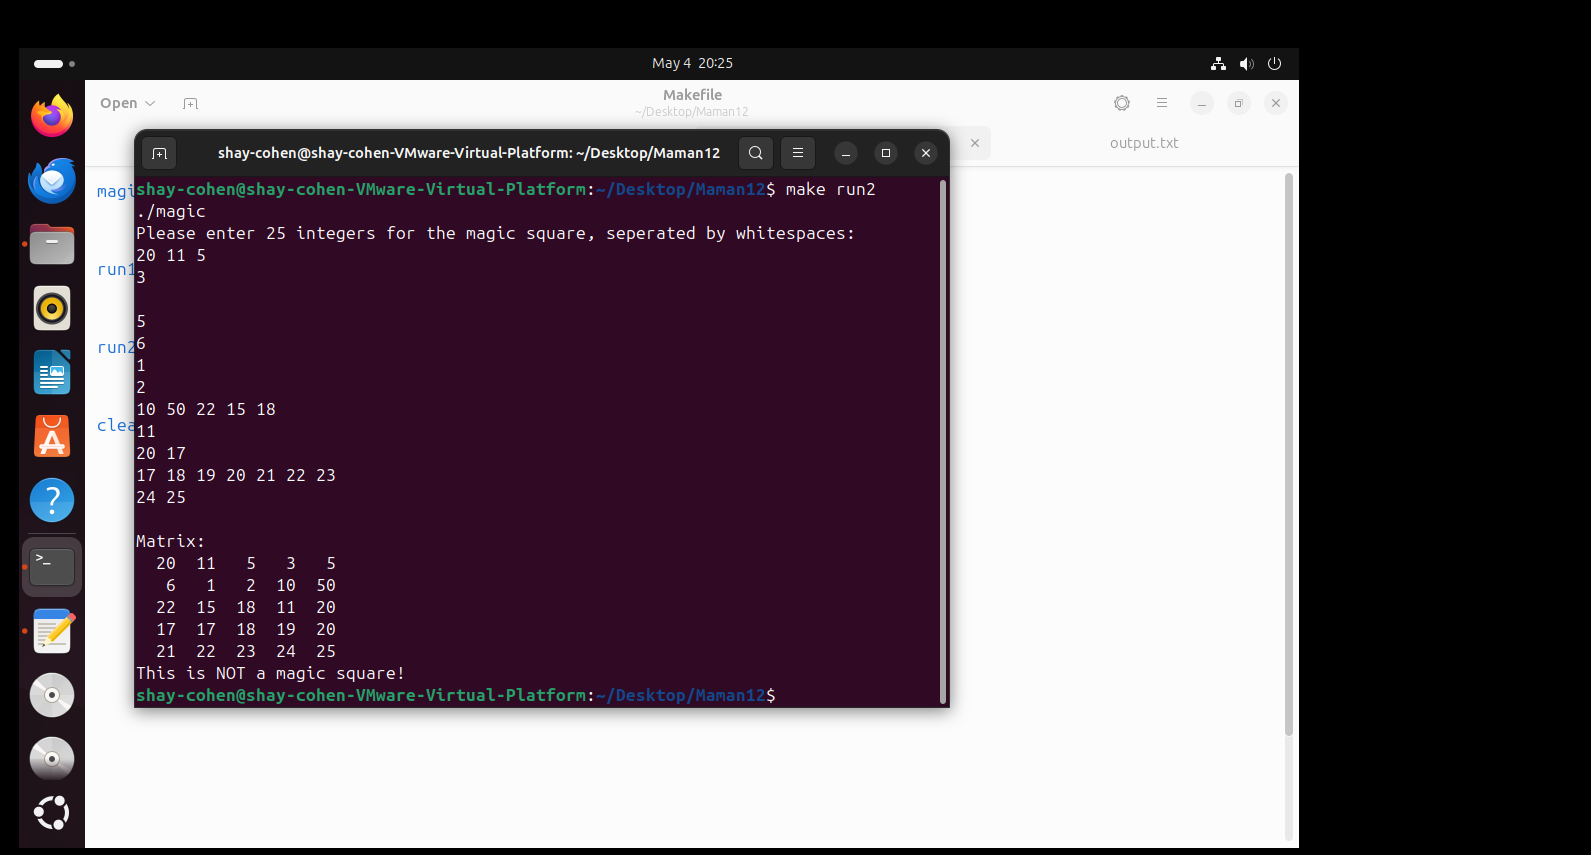 May 4 20:25
Open
Makefile
~/Desktop/Maman12
output.txt
shay-cohen@shay-cohen-VMware-Virtual-Platform: ~/Desktop/Maman12
magi
run1
run2
clea
shay-cohen@shay-cohen-VMware-Virtual-Platform:~/Desktop/Maman12$ make run2
./magic
Please enter 25 integers for the magic square, seperated by whitespaces:
20 11 5
3
5
6
1
2
10 50 22 15 18
11
20 17
17 18 19 20 21 22 23
24 25
Matrix:
20 11 5 3 5
6 1 2 10 50
22 15 18 11 20
17 17 18 19 20
21 22 23 24 25
This is NOT a magic square!
shay-cohen@shay-cohen-VMware-Virtual-Platform:~/Desktop/Maman12$